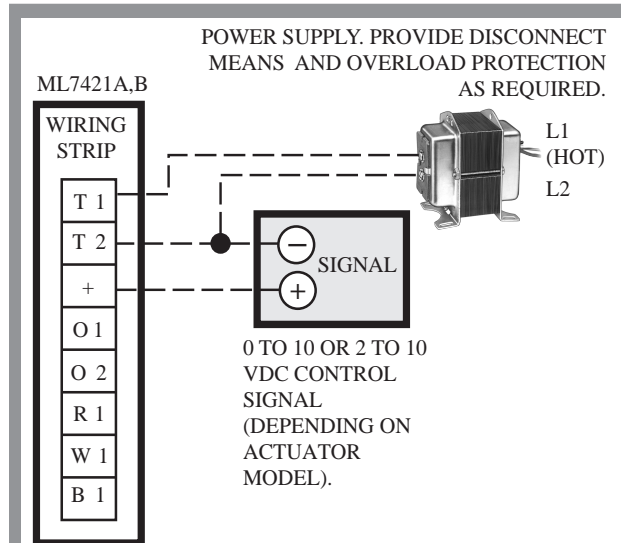 POWER SUPPLY. PROVIDE DISCONNECT
MEANS AND OVERLOAD PROTECTION
AS REQUIRED.
ML7421A,B
WIRING
STRIP
L1
(HOT)
L2
T 1
T 2
+
O 1
O 2
R 1
W 1
B 1
−
SIGNAL
+
0 TO 10 OR 2 TO 10
VDC CONTROL
SIGNAL
(DEPENDING ON
ACTUATOR
MODEL).